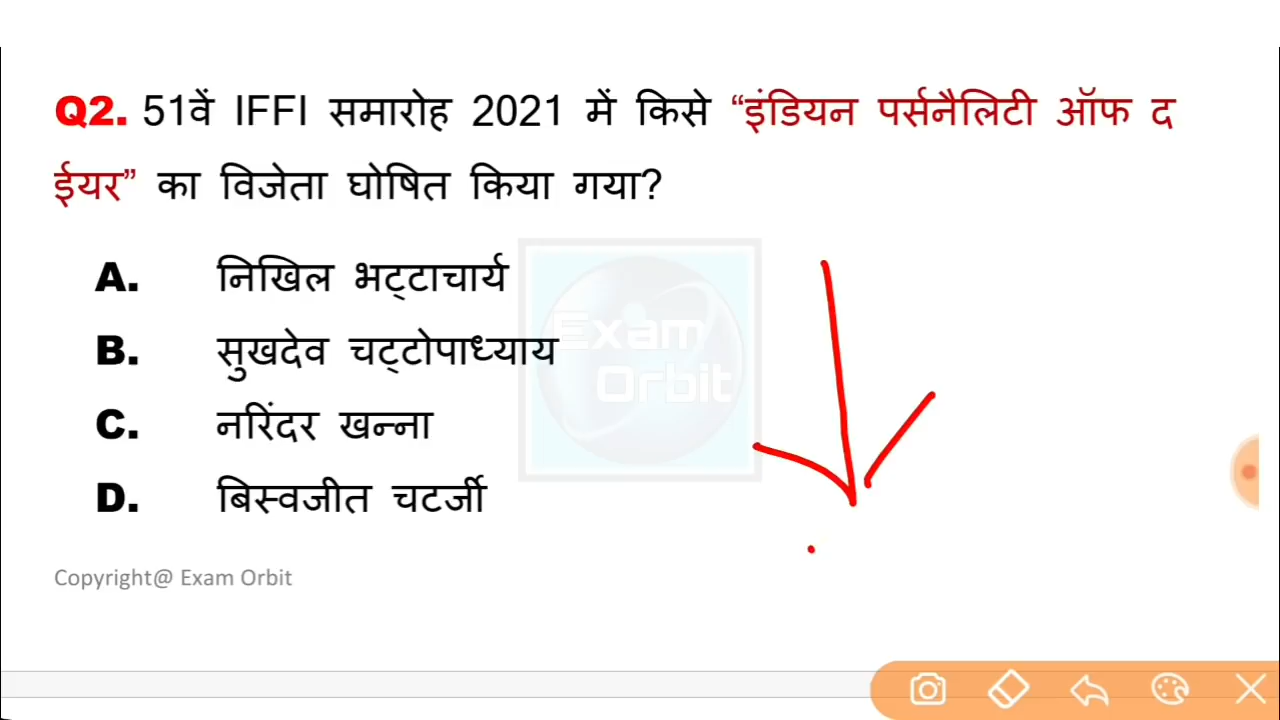 Q2. 51वें IFFI समारोह 2021 में किसे “इंडियन पर्सनैलिटी ऑफ द
ईयर” का विजेता घोषित किया गया?
A. निखिल भट्टाचार्य
B. सुखदेव चट्टोपाध्याय
C. नरिंदर खन्ना
D. बिस्वजीत चटर्जी
Exam
Orbit
Copyright@ Exam Orbit